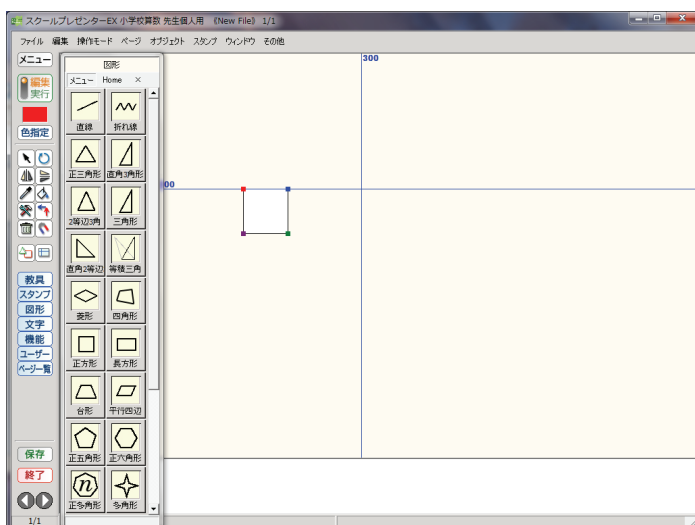 スクールプレゼンターEX 小学校算数 先生個人用 《New File》 1/1
ファイル 編集 操作モード ページ オブジェクト スタンプ ウィンドウ その他
メニュー
編集
実行
色指定
教具
スタンプ
図形
文字
機能
ユーザー
ページ一覧
保存
終了
1/1
図形
メニュー Home ×
直線 折れ線
正三角形 直角3角形
2等辺3角 三角形
直角2等辺 等積三角
菱形 四角形
正方形 長方形
台形 平行四辺
正五角形 正六角形
n
正多角形 多角形
300
00